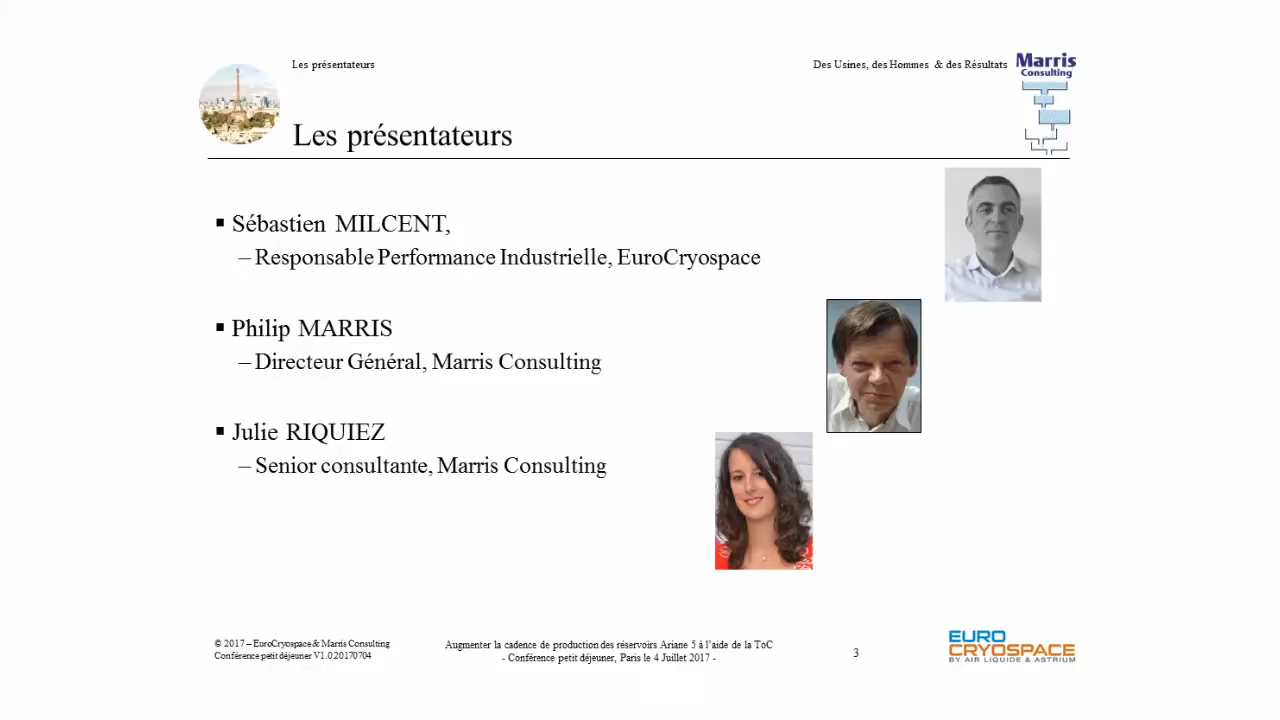 Les présentateurs
Des Usines, des Hommes & des Résultats
Marris
Consulting
Les présentateurs
▪ Sébastien MILCENT,
– Responsable Performance Industrielle, EuroCryospace
▪ Philip MARRIS
– Directeur Général, Marris Consulting
▪ Julie RIQUIEZ
– Senior consultante, Marris Consulting
© 2017 – EuroCryospace & Marris Consulting
Conférence petit déjeuner V1.0 20170704
Augmenter la cadence de production des réservoirs Ariane 5 à l'aide de la ToC
- Conférence petit déjeuner, Paris le 4 Juillet 2017 -
3
EURO
CRYOSPACE
BY AIR LIQUIDE & ASTRIUM